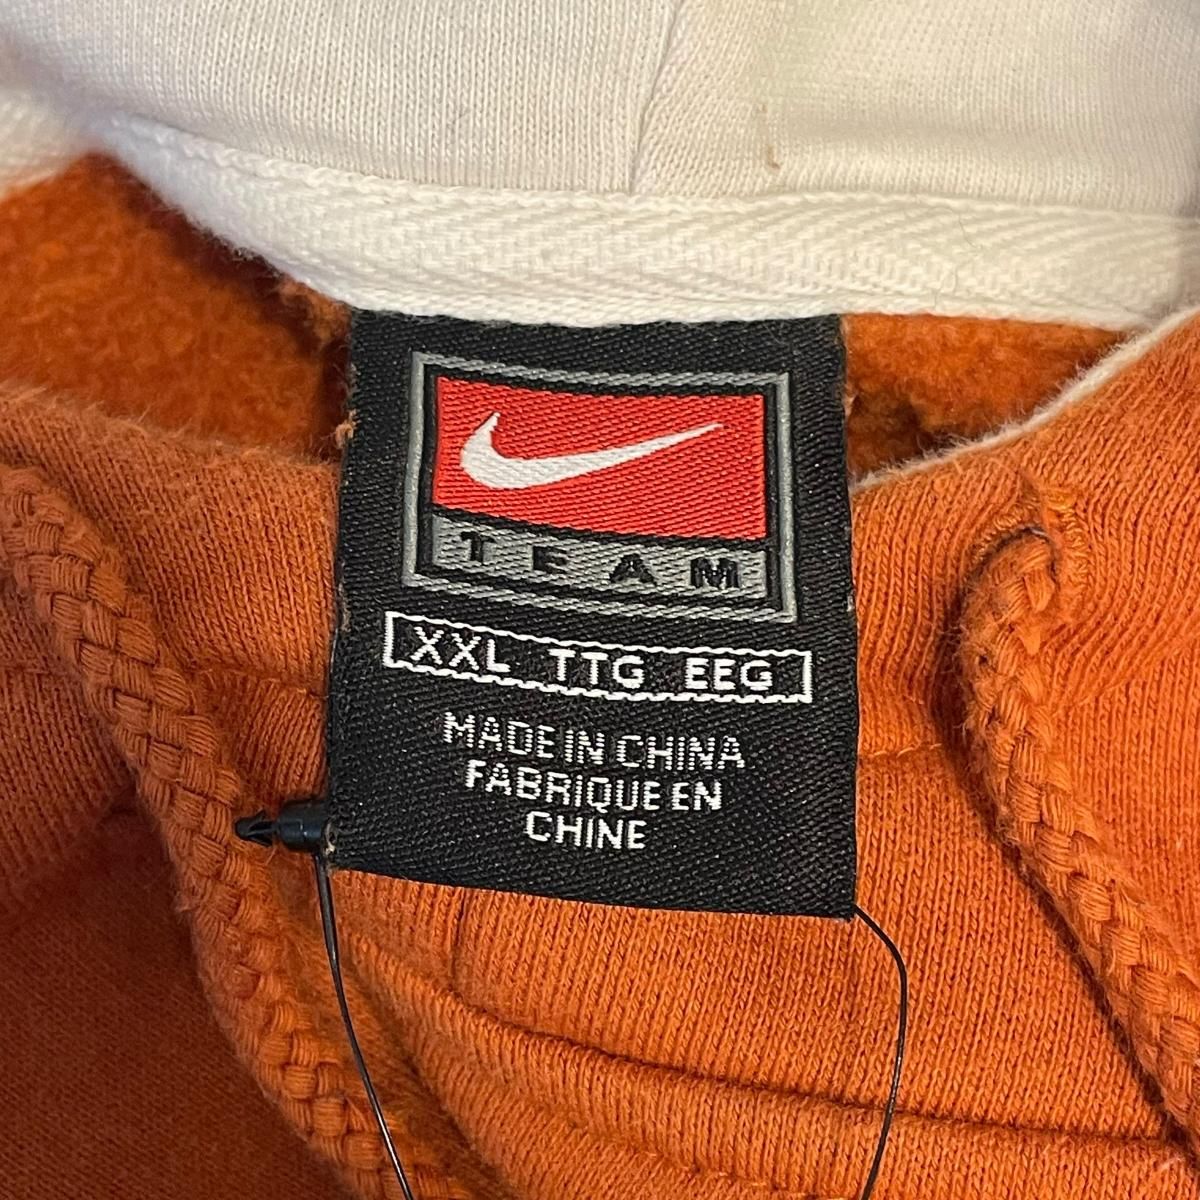 TEAM
XXL TTG EEG
MADE IN CHINA
FABRIQUE EN
CHINE